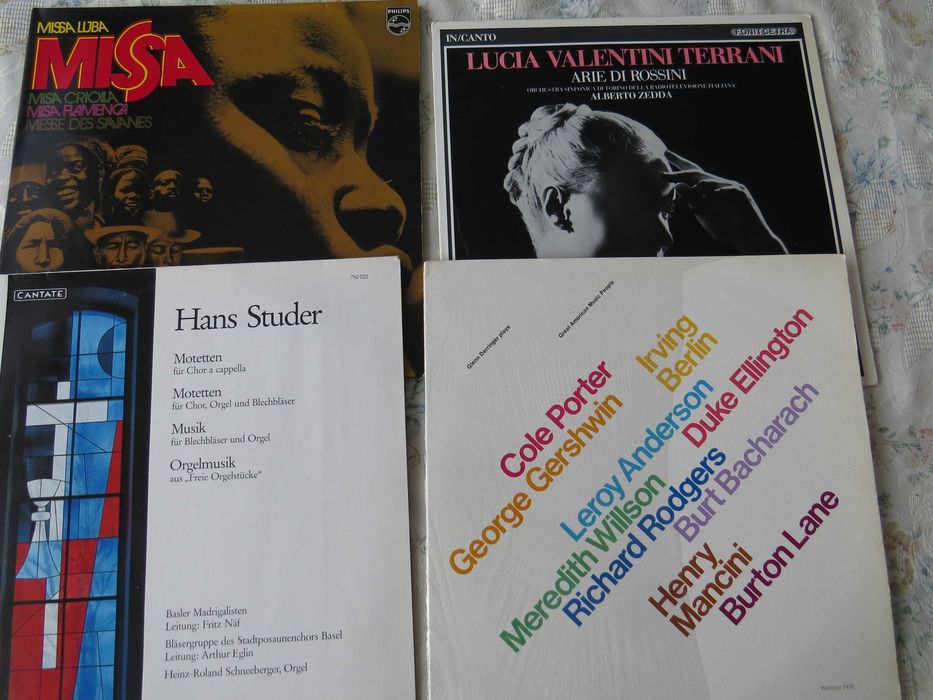 MISSA LUBA
MISSA
MISA CRIOLLA
MISA FLAMENCA
MESSE DES SAVANES
PHILIPS
IN/CANTO
FONIT CETRA
LUCIA VALENTINI TERRANI
ARIE DI ROSSINI
ORCHESTRA SINFONICA DI TORINO DELLA RADIOTELEVISIONE ITALIANA
ALBERTO ZEDDA
CANTATE
750 002
Hans Studer
Motetten
für Chor a cappella
Motetten
für Chor, Orgel und Blechbläser
Musik
für Blechbläser und Orgel
Orgelmusik
aus „Freie Orgelstücke“
Basler Madrigalisten
Leitung: Fritz Näf
Bläsergruppe des Stadtposaunenchors Basel
Leitung: Arthur Eglin
Heinz-Roland Schneeberger, Orgel
Glenn Derringer plays
Great American Music People
Cole Porter
Irving
Berlin
George Gershwin
Leroy Anderson
Duke Ellington
Meredith Willson
Richard Rodgers
Burt Bacharach
Henry
Mancini
Burton Lane